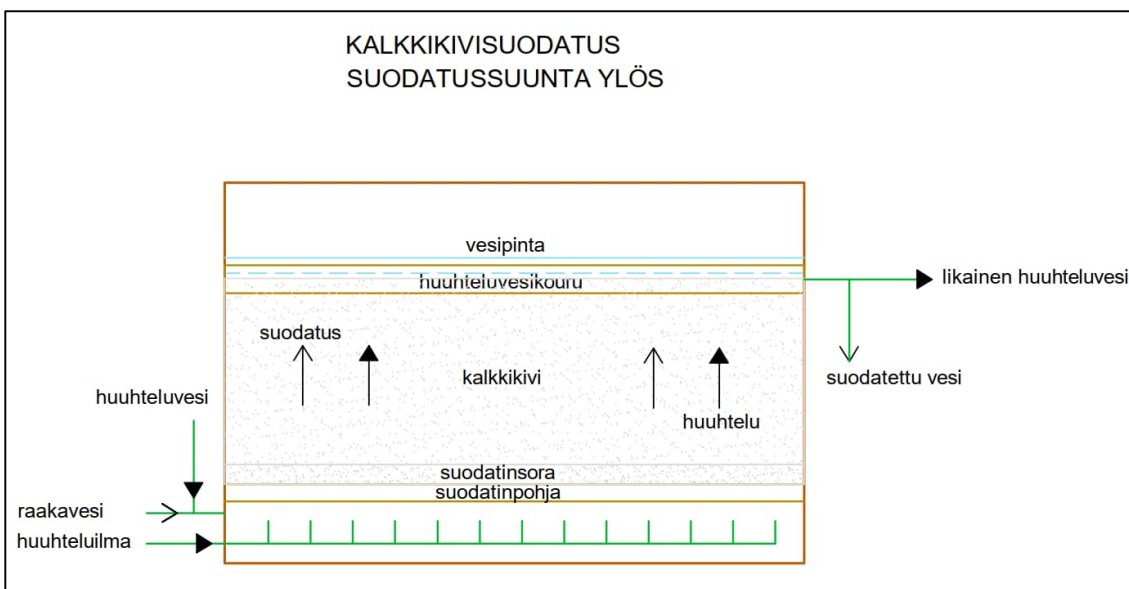 KALKKIKIVISUODATUS
SUODATUSSUUNTA YLÖS
vesipinta
huuhteluvesikouru
likainen huuhteluvesi
suodatus
kalkkikivi
suodatettu vesi
huuhteluvesi
huuhtelu
suodatinsora
suodatinpohja
raakavesi
huuhteluilma